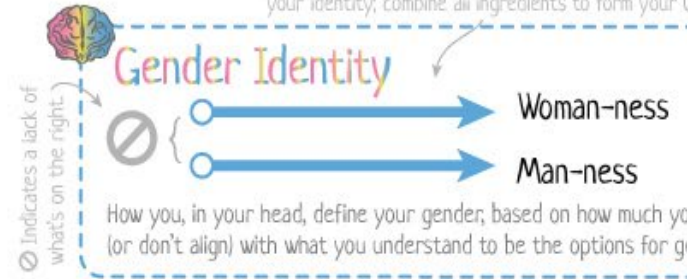 your identity, combine all ingredients to form your
Gender Identity
⊘ Indicates a lack of
what's on the right.
Woman-ness
Man-ness
How you, in your head, define your gender, based on how much
(or don't align) with what you understand to be the options for